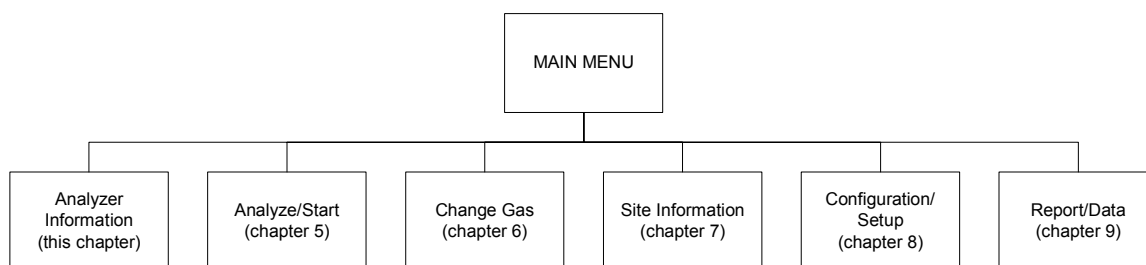 MAIN MENU
Analyzer
Information
(this chapter)
Analyze/Start
(chapter 5)
Change Gas
(chapter 6)
Site Information
(chapter 7)
Configuration/
Setup
(chapter 8)
Report/Data
(chapter 9)